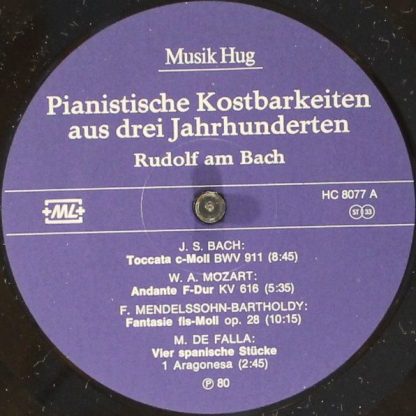 Musik Hug
Pianistische Kostbarkeiten
aus drei Jahrhunderten
Rudolf am Bach
+ML+
HC 8077 A
ST 33
J. S. BACH:
Toccata c-Moll BWV 911 (8:45)
W. A. MOZART:
Andante F-Dur KV 616 (5:35)
F. MENDELSSOHN-BARTHOLDY:
Fantasie fis-Moll op. 28 (10:15)
M. DE FALLA:
Vier spanische Stücke
1 Aragonesa (2:45)
Ⓟ 80